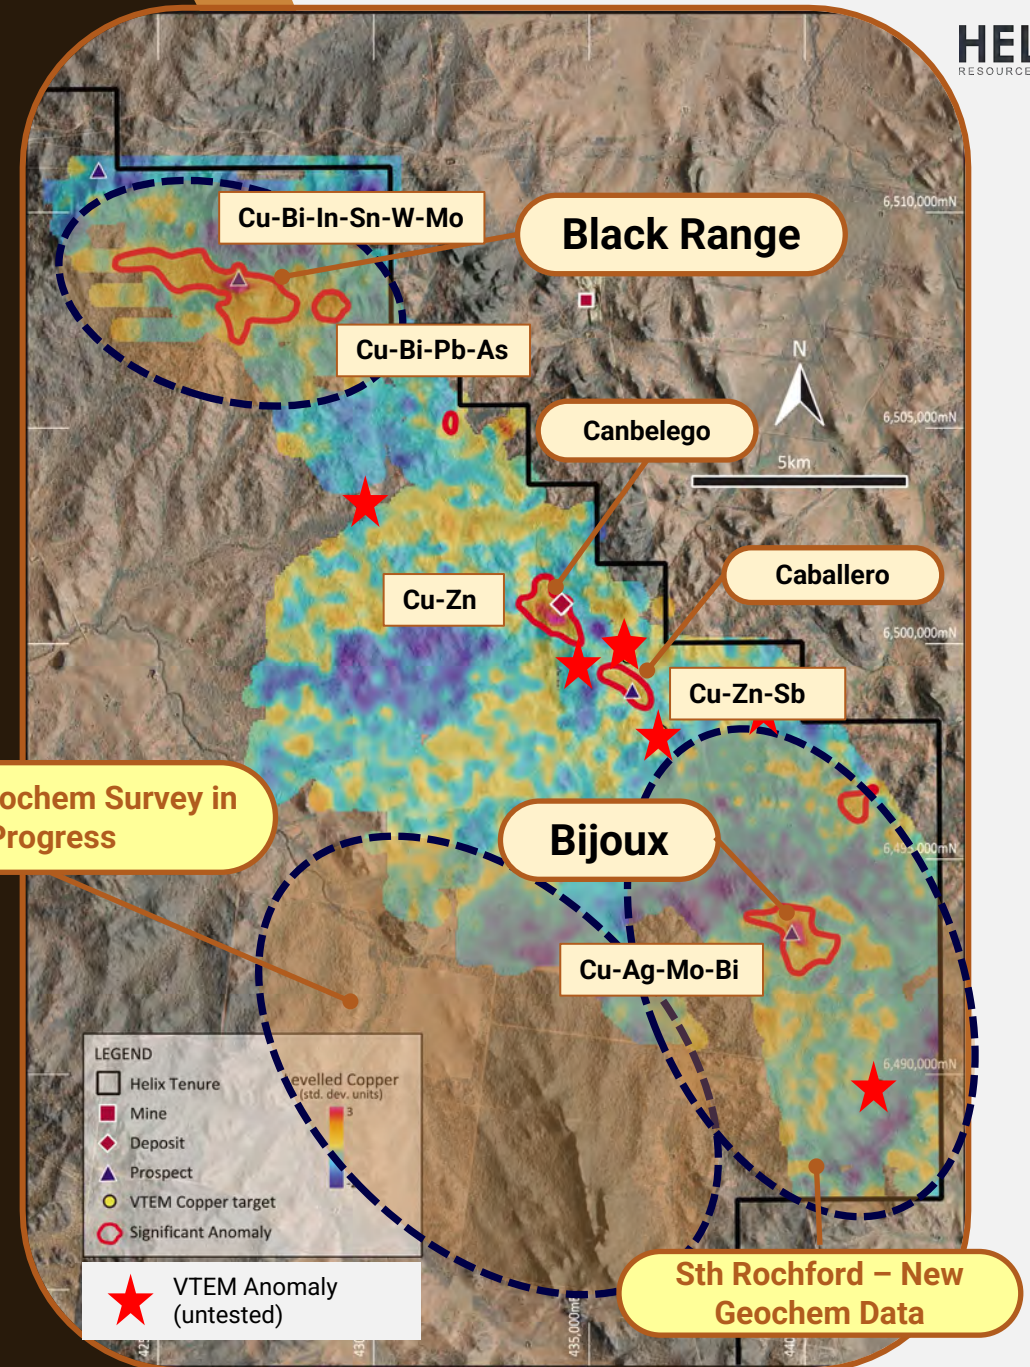 HEL
RESOURCE
Cu-Bi-In-Sn-W-Mo
Black Range
6,510,000mN
Cu-Bi-Pb-As
N
Canbelego
6,505,000mN
5km
Caballero
Cu-Zn
6,500,000mN
Cu-Zn-Sb
ochem Survey in
Progress
Bijoux
Cu-Ag-Mo-Bi
6,490,000mN
LEGEND
Helix Tenure
Mine
Deposit
Prospect
VTEM Copper target
Significant Anomaly
evelled Copper
(std. dev. units)
3
VTEM Anomaly
(untested)
Sth Rochford – New
Geochem Data
435,000mE